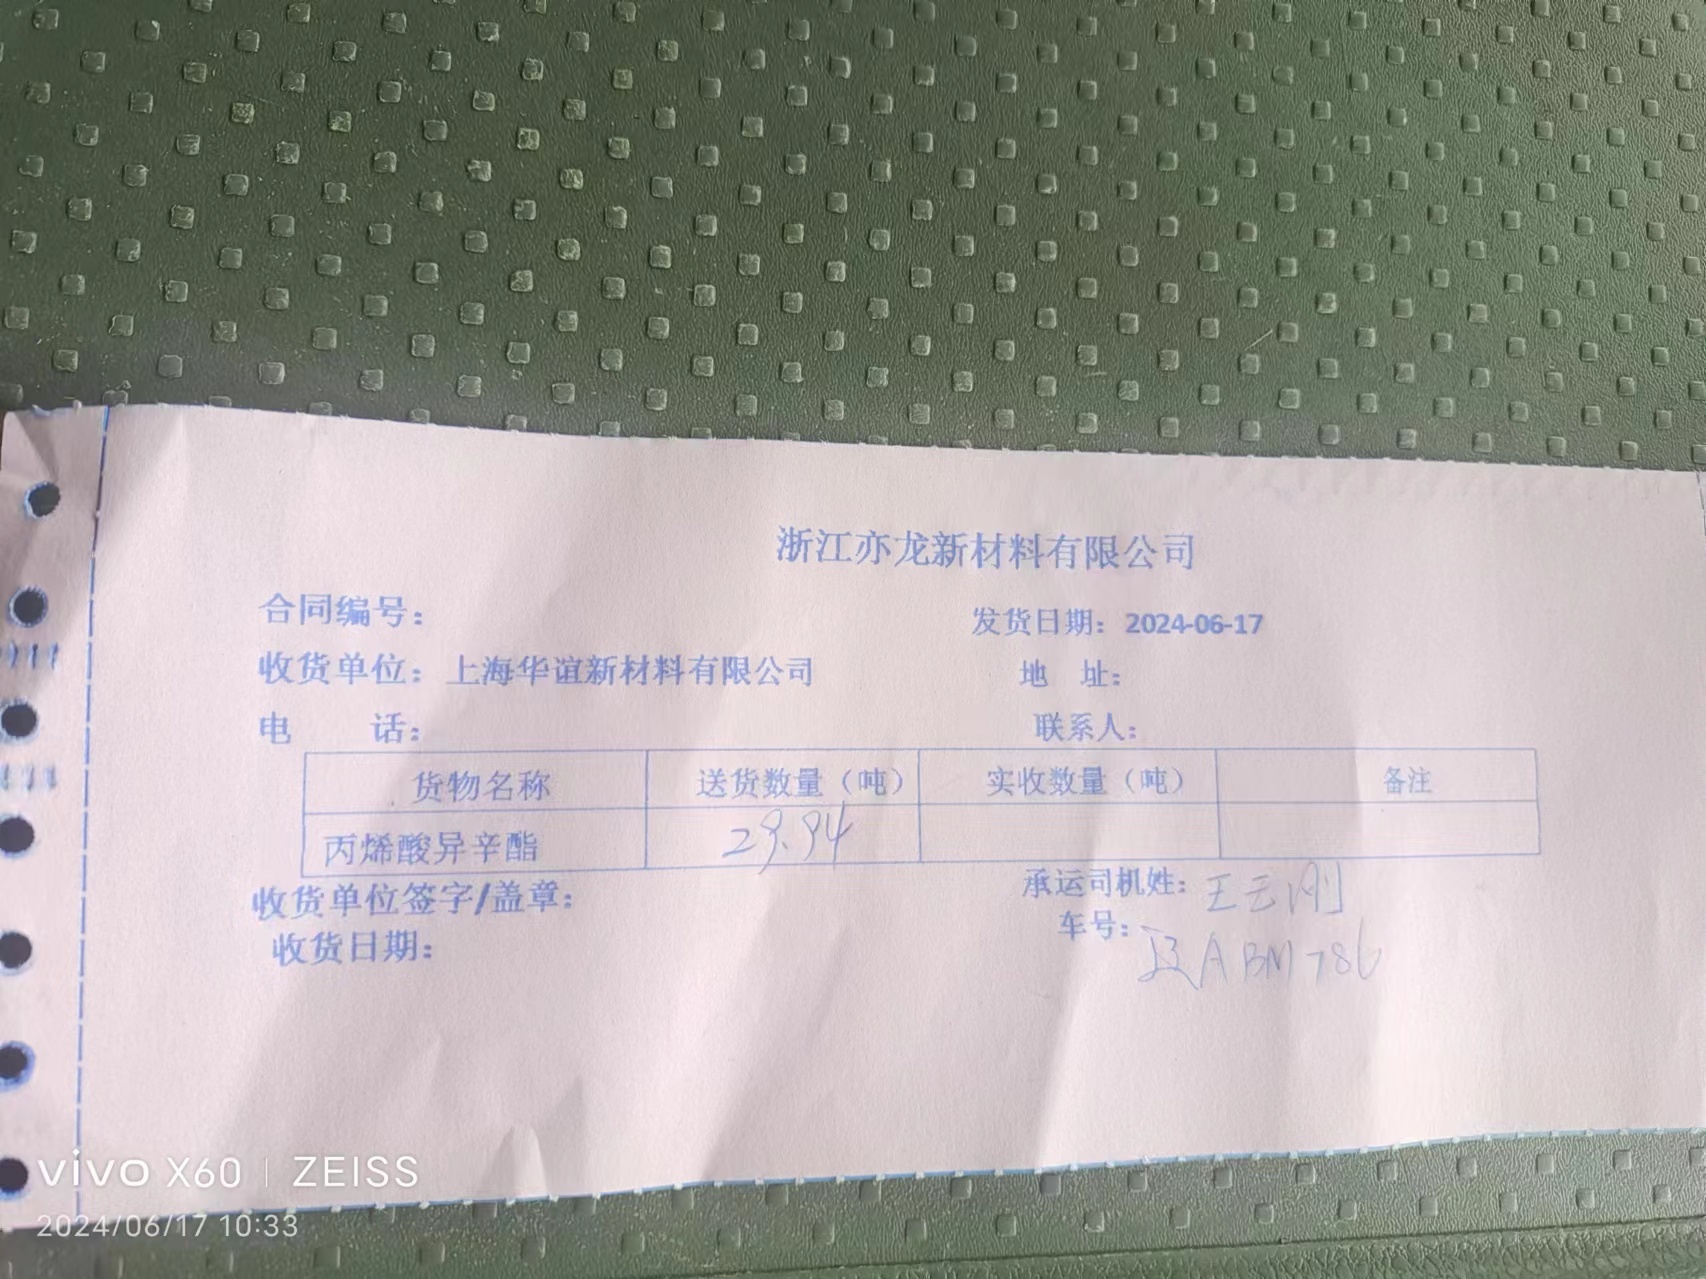 浙江亦龙新材料有限公司
合同编号： 发货日期：2024-06-17
收货单位：上海华谊新材料有限公司 地 址：
电 话： 联系人：
货物名称 送货数量（吨） 实收数量（吨） 备注
丙烯酸异辛酯 29.94
收货单位签字/盖章： 承运司机姓：王云刚
收货日期： 车号：
ABM786
vivo X60 | ZEISS
2024/06/17 10:33